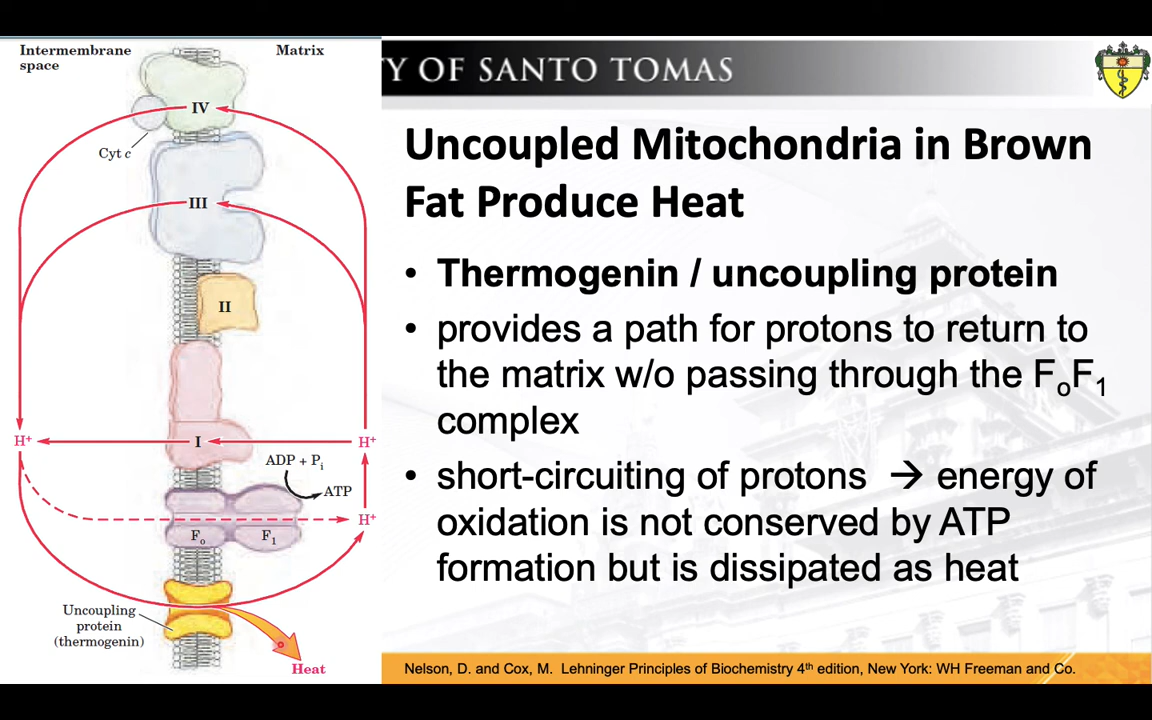 Intermembrane
space
Matrix
IV
Cyt c
III
II
H⁺
I
H⁺
ADP + Pᵢ
ATP
H⁺
Fₒ
F₁
Uncoupling
protein
(thermogenin)
Heat
Y OF SANTO TOMAS
Uncoupled Mitochondria in Brown
Fat Produce Heat
• Thermogenin / uncoupling protein
• provides a path for protons to return to
the matrix w/o passing through the FₒF₁
complex
• short-circuiting of protons → energy of
oxidation is not conserved by ATP
formation but is dissipated as heat
Nelson, D. and Cox, M. Lehninger Principles of Biochemistry 4th edition, New York: WH Freeman and Co.